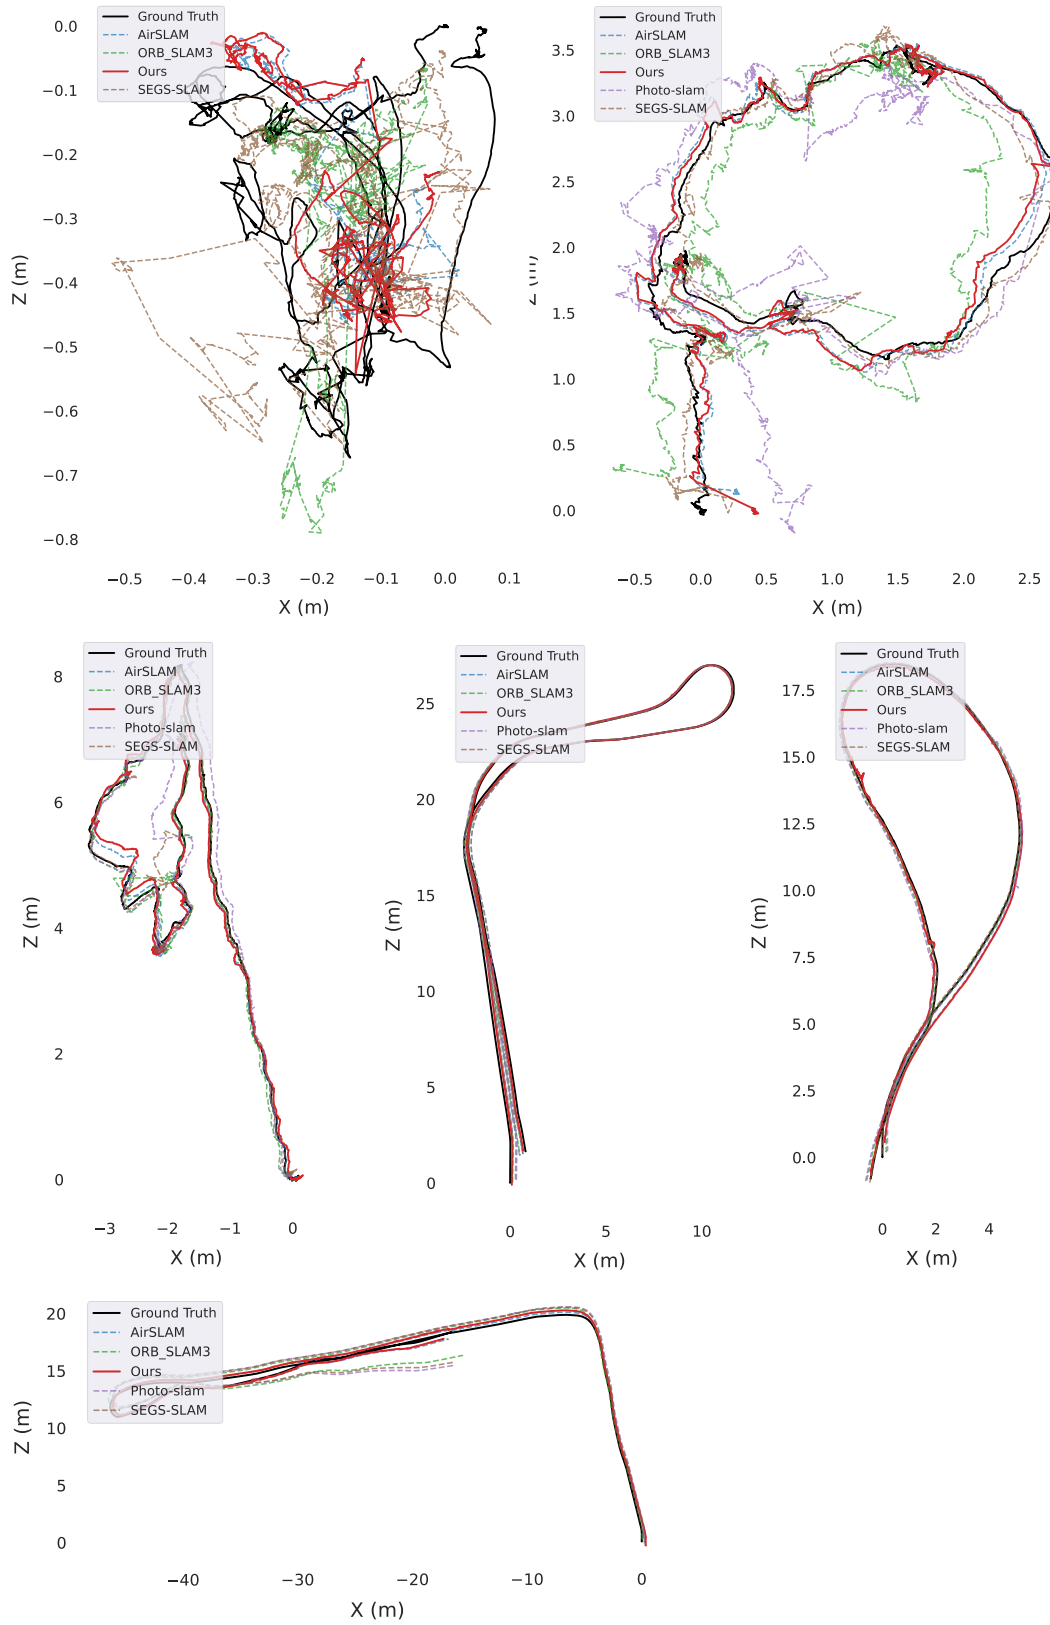 Ground Truth
AirSLAM
ORB_SLAM3
Ours
SEGS-SLAM
0.0
−0.1
−0.2
−0.3
−0.4
−0.5
−0.6
−0.7
−0.8
Z (m)
−0.5
−0.4
−0.3
−0.2
−0.1
0.0
0.1
X (m)
Ground Truth
AirSLAM
ORB_SLAM3
Ours
Photo-slam
SEGS-SLAM
3.5
3.0
2.5
2.0
1.5
1.0
0.5
0.0
−0.5
0.0
0.5
1.0
1.5
2.0
2.5
X (m)
Ground Truth
AirSLAM
ORB_SLAM3
Ours
Photo-slam
SEGS-SLAM
8
6
4
2
0
Z (m)
−3
−2
−1
0
X (m)
Ground Truth
AirSLAM
ORB_SLAM3
Ours
Photo-slam
SEGS-SLAM
25
20
15
10
5
0
Z (m)
0
5
10
X (m)
Ground Truth
AirSLAM
ORB_SLAM3
Ours
Photo-slam
SEGS-SLAM
17.5
15.0
12.5
10.0
7.5
5.0
2.5
0.0
Z (m)
0
2
4
X (m)
Ground Truth
AirSLAM
ORB_SLAM3
Ours
Photo-slam
SEGS-SLAM
20
15
10
5
0
Z (m)
−40
−30
−20
−10
0
X (m)